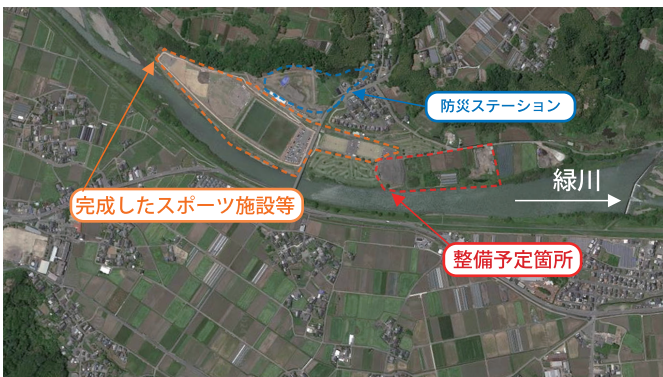 防災ステーション
緑川
完成したスポーツ施設等
整備予定箇所